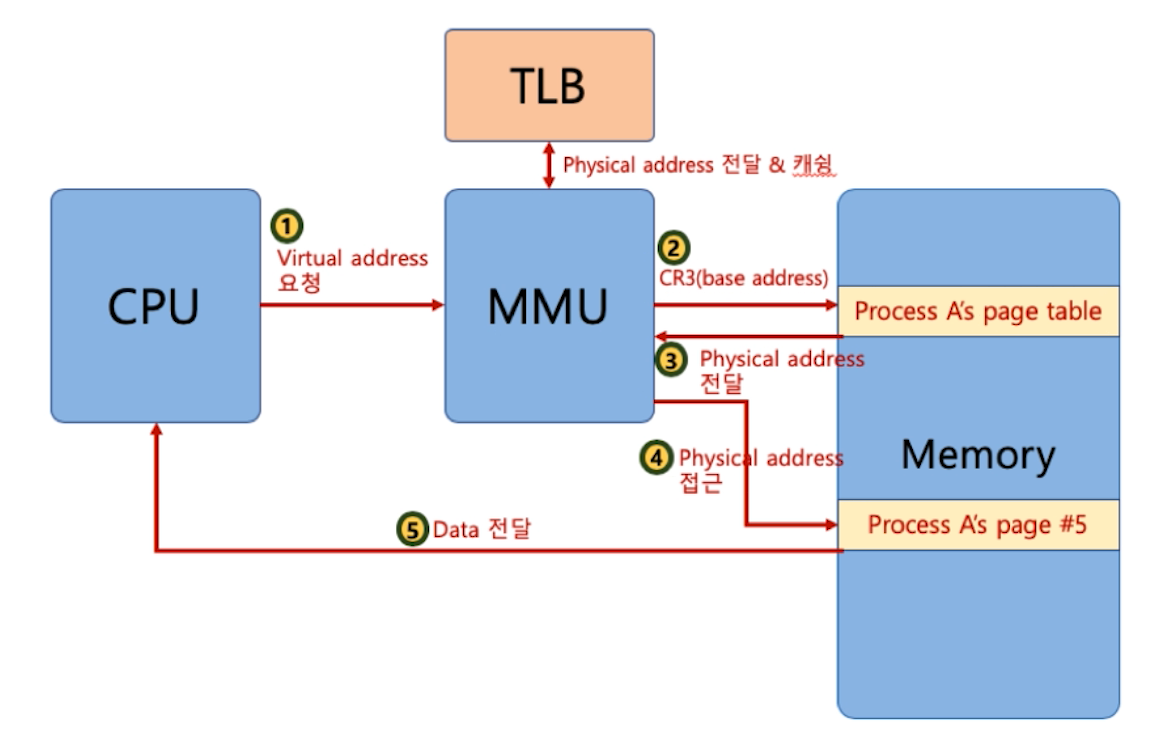 TLB
Physical address 전달 & 캐슁
1
Virtual address
요청
CPU
MMU
2
CR3(base address)
Process A's page table
3
Physical address
전달
4
Physical address
접근
Memory
Process A's page #5
5
Data 전달